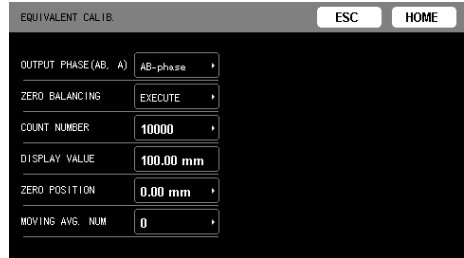 EQUIVALENT CALIB. ESC HOME
OUTPUT PHASE(AB, A) AB-phase
ZERO BALANCING EXECUTE
COUNT NUMBER 10000
DISPLAY VALUE 100.00 mm
ZERO POSITION 0.00 mm
MOVING AVG. NUM 0